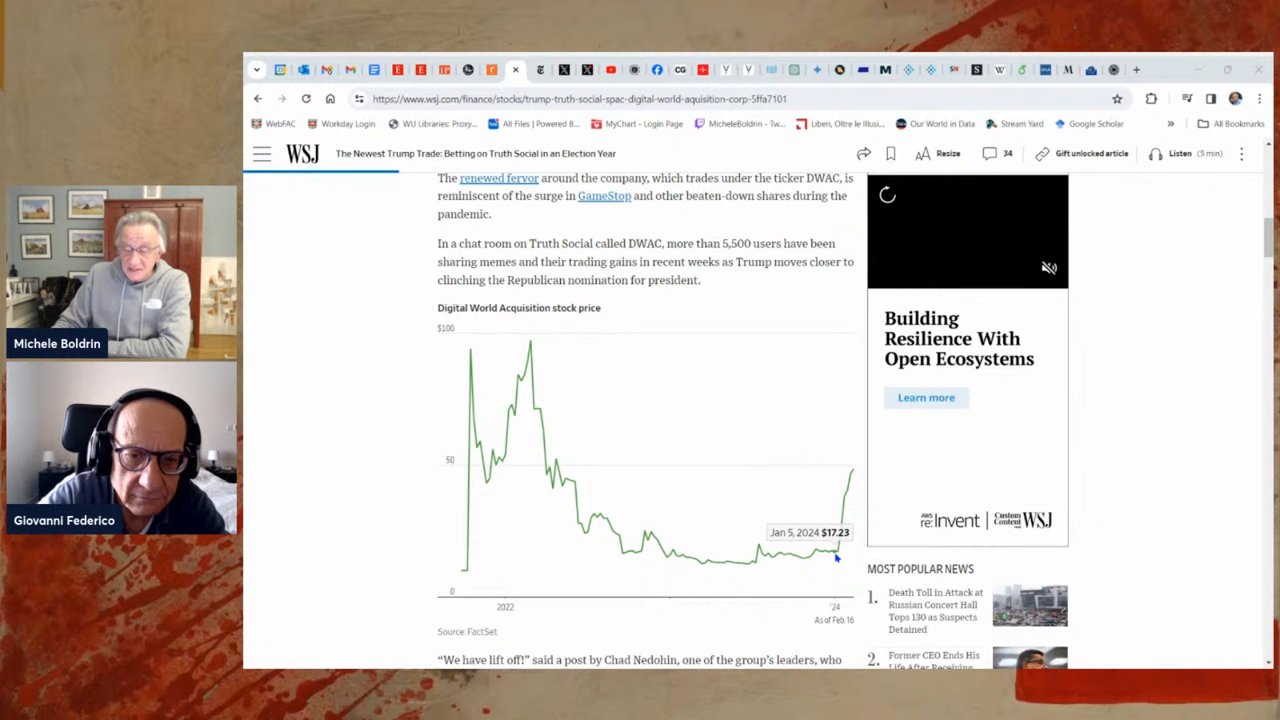 https://www.wsj.com/finance/stocks/trump-truth-social-spac-digital-world-aquisition-corp-5ffa7101
WebFAC
Workday Login
WU Libraries: Proxy...
All Files | Powered B...
MyChart - Login Page
MicheleBoldrin - Tw...
Liberi, Oltre le Illusi...
Our World in Data
Stream Yard
Google Scholar
»
All Bookmarks
WSJ
The Newest Trump Trade: Betting on Truth Social in an Election Year
AA Resize
34
Gift unlocked article
Listen (5 min)
The renewed fervor around the company, which trades under the ticker DWAC, is
reminiscent of the surge in GameStop and other beaten-down shares during the
pandemic.
In a chat room on Truth Social called DWAC, more than 5,500 users have been
sharing memes and their trading gains in recent weeks as Trump moves closer to
clinching the Republican nomination for president.
Digital World Acquisition stock price
$100
50
0
Jan 5, 2024 $17.23
2022
'24
As of Feb. 16
Source: FactSet
“We have lift off!” said a post by Chad Nedohin, one of the group’s leaders, who
Building
Resilience With
Open Ecosystems
Learn more
AWS
re:Invent
Custom
Content
WSJ
MOST POPULAR NEWS
1.
Death Toll in Attack at
Russian Concert Hall
Tops 130 as Suspects
Detained
2.
Former CEO Ends His
Life After Receiving
Michele Boldrin
Giovanni Federico